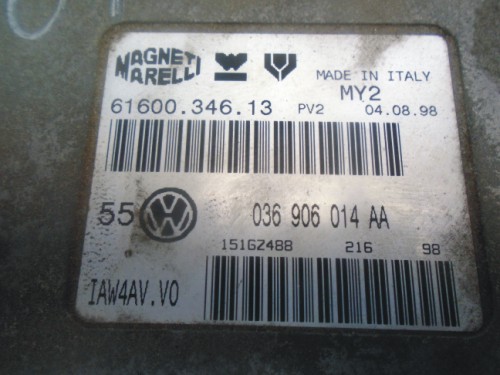 MAGNETI
MARELLI
MADE IN ITALY
61600.346.13 PV2 MY2 04.08.98
55 VW 036 906 014 AA
151GZ488 216 98
IAW4AV.V0